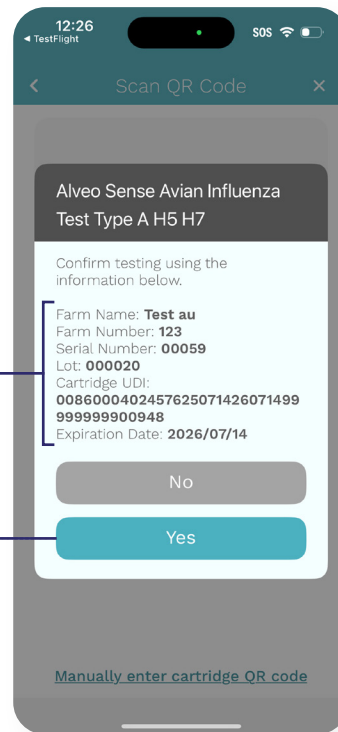 12:26
SOS
◀ TestFlight
Scan QR Code
Alveo Sense Avian Influenza
Test Type A H5 H7
Confirm testing using the
information below.
Farm Name: Test au
Farm Number: 123
Serial Number: 00059
Lot: 000020
Cartridge UDI:
0086000402457625071426071499
999999900948
Expiration Date: 2026/07/14
No
Yes
Manually enter cartridge QR code